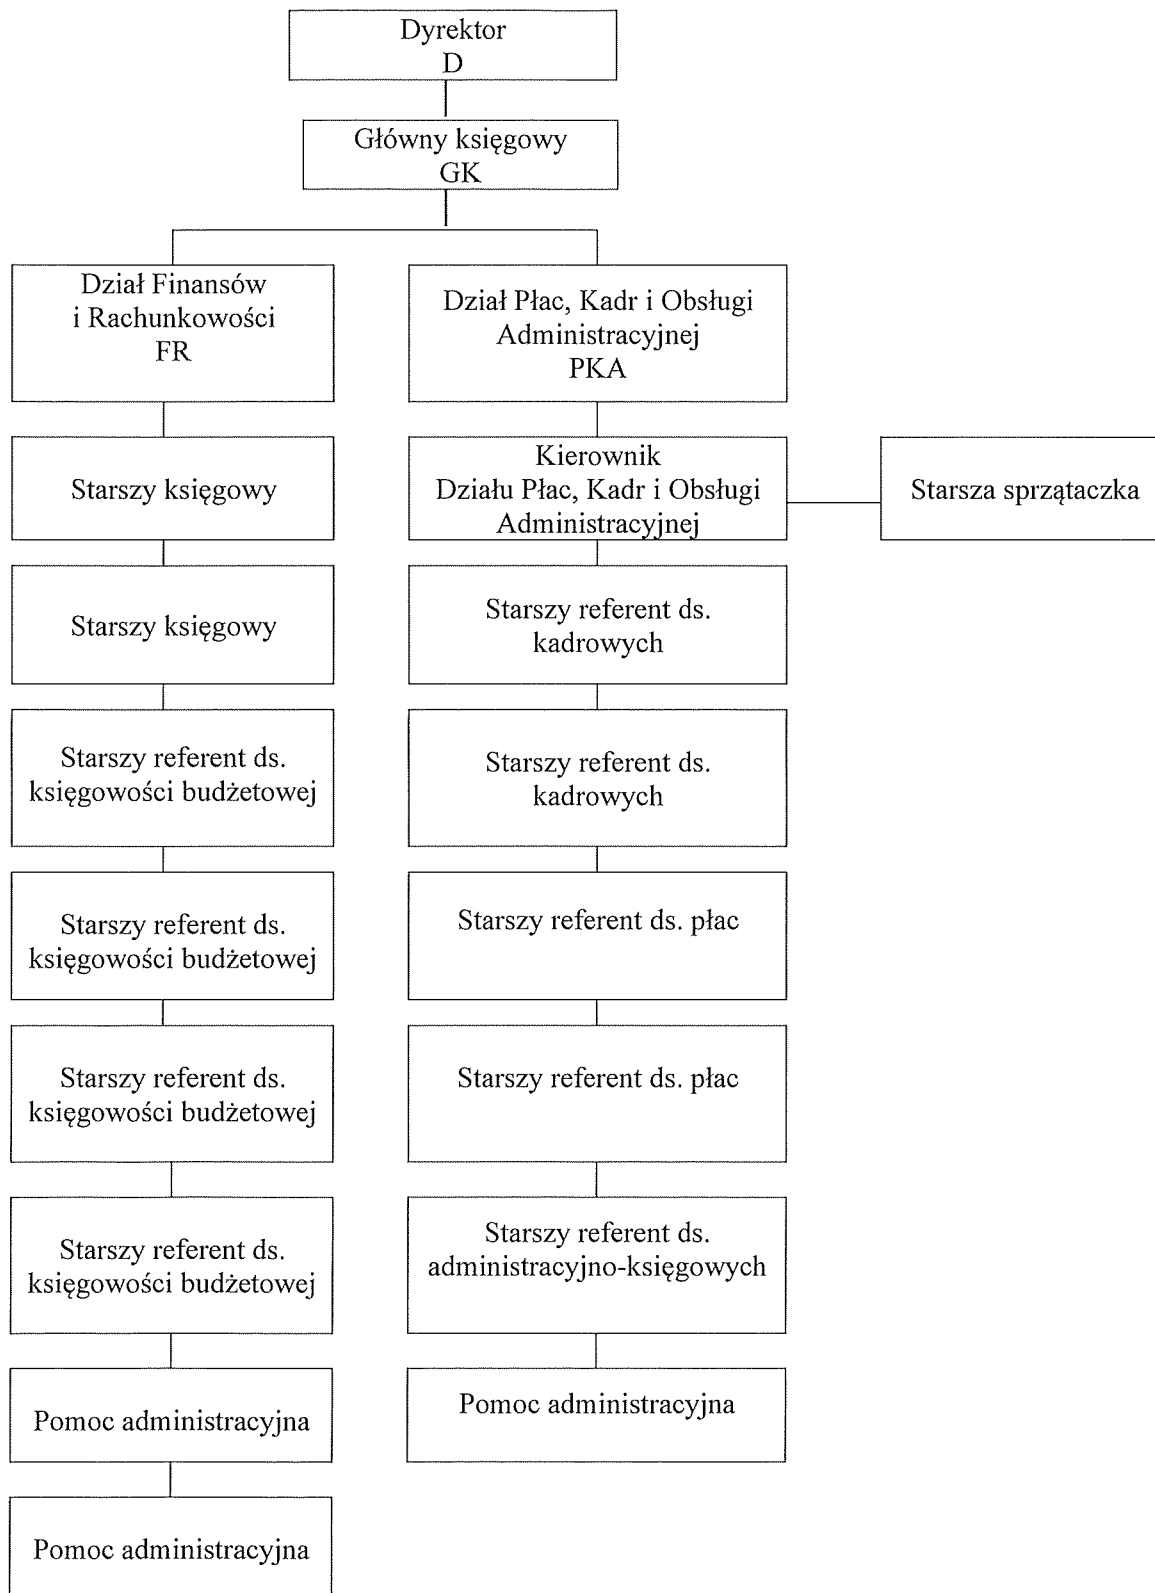 Dyrektor
D
Główny księgowy
GK
Dział Finansów
i Rachunkowości
FR
Dział Płac, Kadr i Obsługi
Administracyjnej
PKA
Starszy księgowy
Kierownik
Działu Płac, Kadr i Obsługi
Administracyjnej
Starsza sprzątaczka
Starszy księgowy
Starszy referent ds.
kadrowych
Starszy referent ds.
księgowości budżetowej
Starszy referent ds.
kadrowych
Starszy referent ds.
księgowości budżetowej
Starszy referent ds. płac
Starszy referent ds.
księgowości budżetowej
Starszy referent ds. płac
Starszy referent ds.
księgowości budżetowej
Starszy referent ds.
administracyjno-księgowych
Pomoc administracyjna
Pomoc administracyjna
Pomoc administracyjna